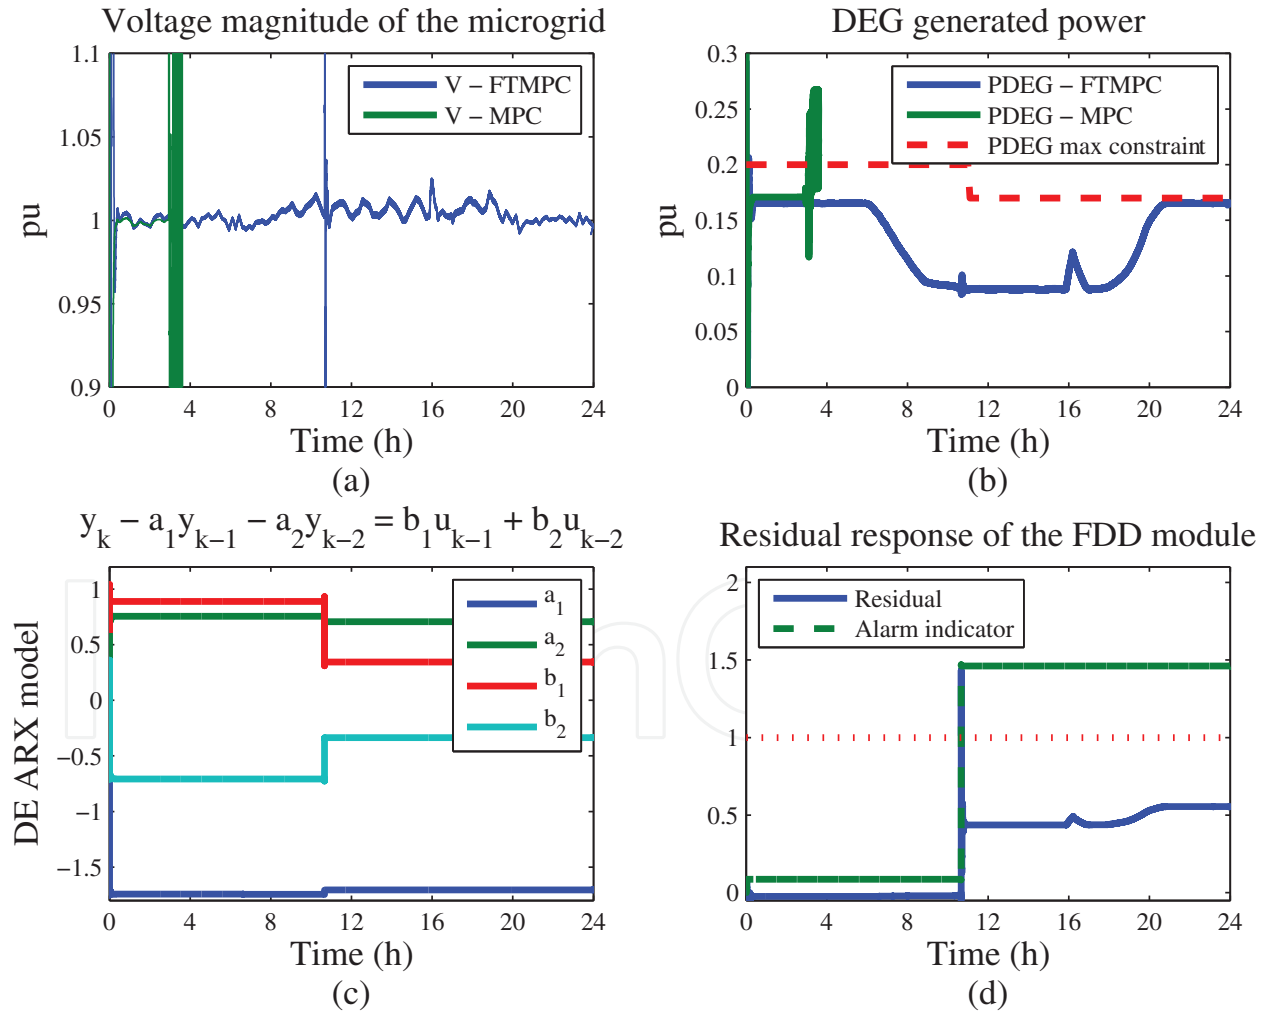 Voltage magnitude of the microgrid
1.1
1.05
1
0.95
0.9
pu
V − FTMPC
V − MPC
0 4 8 12 16 20 24
Time (h)
(a)
DEG generated power
0.3
0.25
0.2
0.15
0.1
0.05
0
pu
PDEG − FTMPC
PDEG − MPC
PDEG max constraint
0 4 8 12 16 20 24
Time (h)
(b)
y_k − a_1y_{k−1} − a_2y_{k−2} = b_1u_{k−1} + b_2u_{k−2}
1
0.5
0
−0.5
−1
−1.5
DE ARX model
a_1
a_2
b_1
b_2
0 4 8 12 16 20 24
Time (h)
(c)
Residual response of the FDD module
2
1.5
1
0.5
0
Residual
Alarm indicator
0 4 8 12 16 20 24
Time (h)
(d)